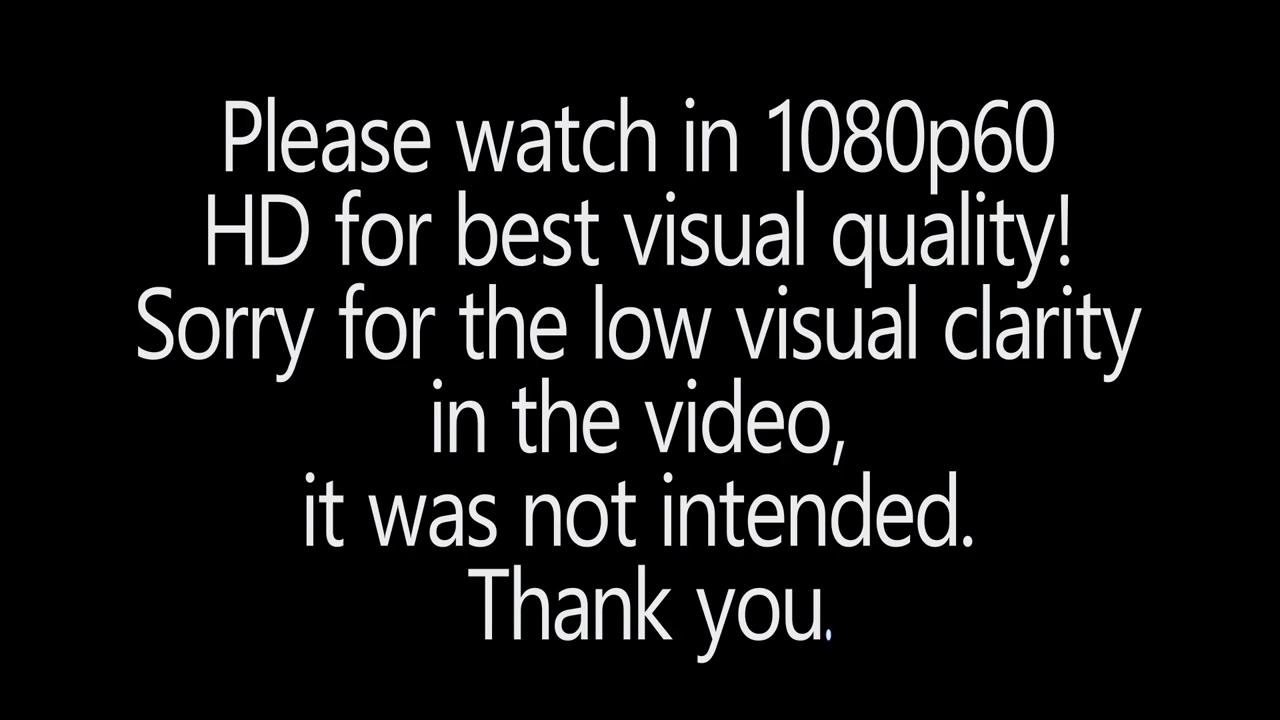 Please watch in 1080p60
HD for best visual quality!
Sorry for the low visual clarity
in the video,
it was not intended.
Thank you.